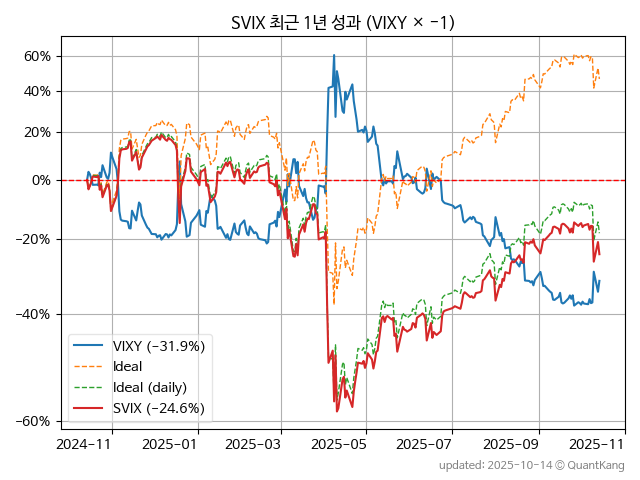 SVIX 최근 1년 성과 (VIXY × −1)
60%
40%
20%
0%
−20%
−40%
−60%
VIXY (−31.9%)
Ideal
Ideal (daily)
SVIX (−24.6%)
2024-11
2025-01
2025-03
2025-05
2025-07
2025-09
2025-11
updated: 2025-10-14 © QuantKang